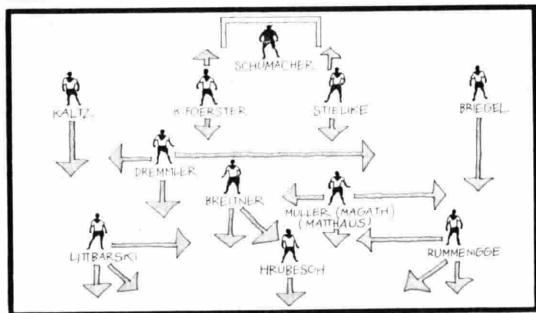 SCHUMACHER
KALTZ
K.FOERSTER
STIELIKE
BRIEGEL
DREMMLER
BREITNER
MULLER (MAGATH)
(MATTHAUS)
LITTBARSKI
HRUBESCH
RUMMENIGGE